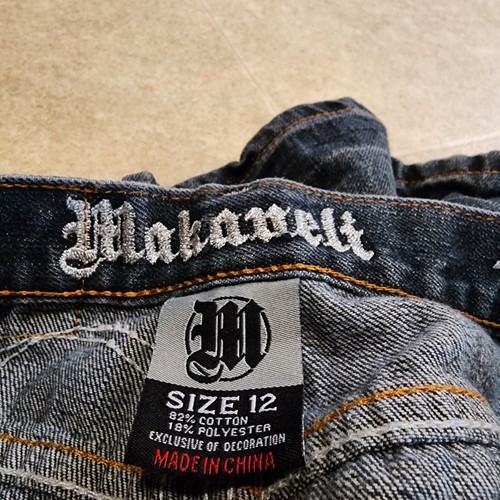 Makaveli
M
SIZE 12
82% COTTON
18% POLYESTER
EXCLUSIVE OF DECORATION
MADE IN CHINA